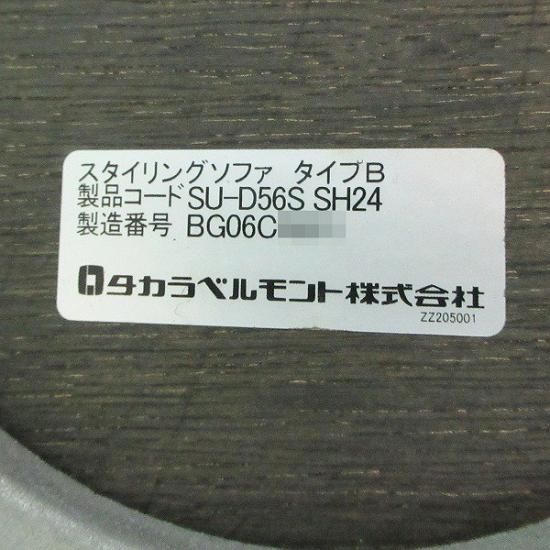 スタイリングソファ タイプB
製品コード SU-D56S SH24
製造番号 BG06C
タカラベルモント株式会社
ZZ205001